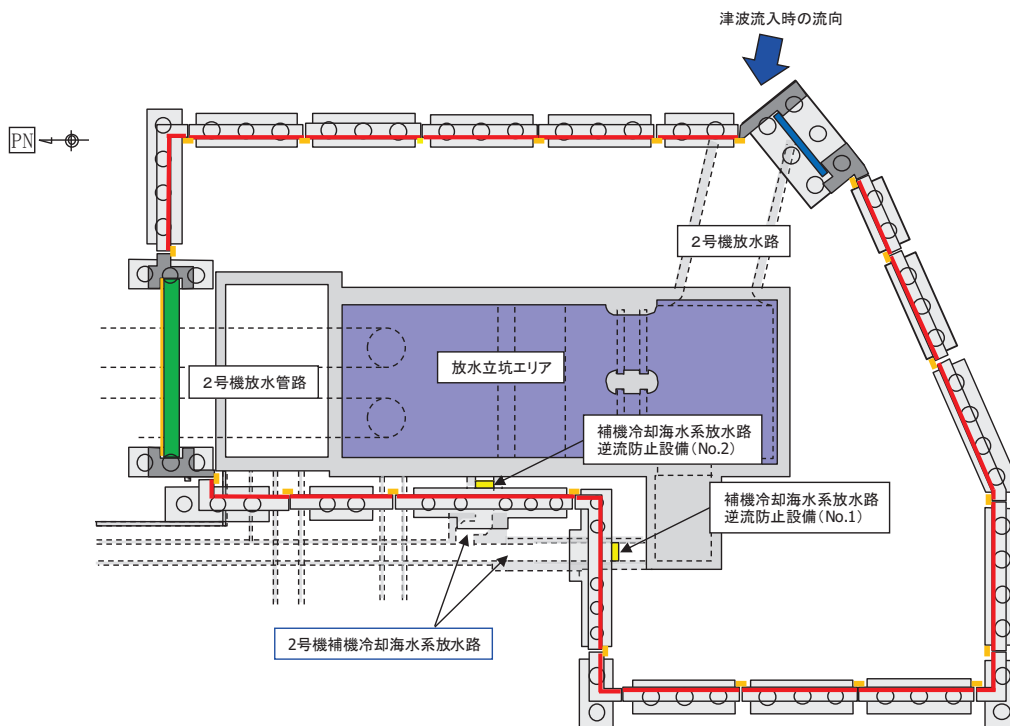 津波流入時の流向
PN
2号機放水路
2号機放水管路
放水立坑エリア
補機冷却海水系放水路
逆流防止設備(No.2)
補機冷却海水系放水路
逆流防止設備(No.1)
2号機補機冷却海水系放水路